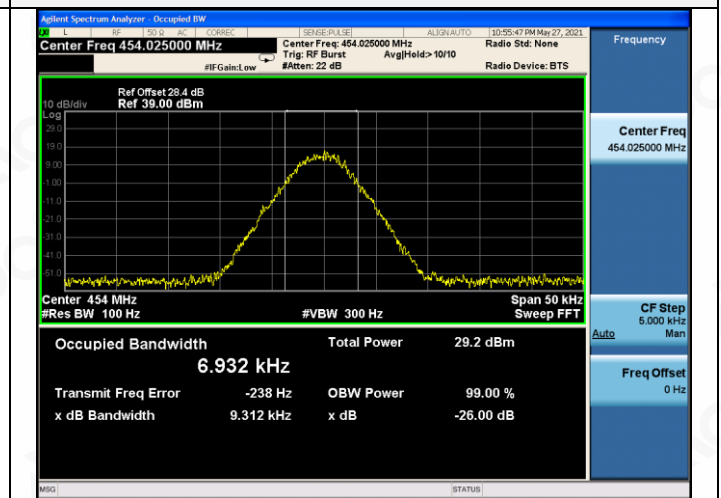 Agilent Spectrum Analyzer - Occupied BW
LXI L RF 50 Ω AC CORREC SENSE:PULSE ALIGN AUTO 10:55:47 PM May 27, 2021
Center Freq 454.025000 MHz
Center Freq: 454.025000 MHz Radio Std: None
Trig: RF Burst Avg|Hold:> 10/10
#IFGain:Low #Atten: 22 dB Radio Device: BTS
Frequency
Ref Offset 28.4 dB
10 dB/div Ref 39.00 dBm
Log
29.0
19.0
9.00
-1.00
-11.0
-21.0
-31.0
-41.0
-51.0
Center 454 MHz Span 50 kHz
#Res BW 100 Hz #VBW 300 Hz Sweep FFT
Center Freq
454.025000 MHz
CF Step
5.000 kHz
Auto Man
Freq Offset
0 Hz
Occupied Bandwidth Total Power 29.2 dBm
6.932 kHz
Transmit Freq Error -238 Hz OBW Power 99.00 %
x dB Bandwidth 9.312 kHz x dB -26.00 dB
MSG STATUS